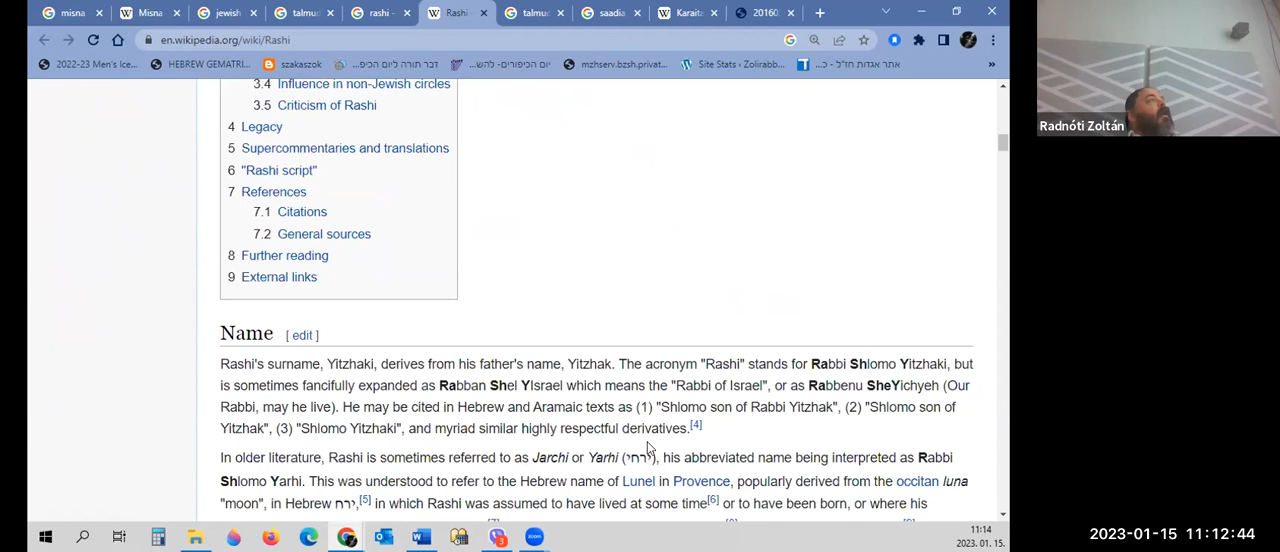 misna
Misna
jewish
talmu
rashi -
Rashi
talmud
saadia
Karaita
20160
en.wikipedia.org/wiki/Rashi
2022-23 Men's Ice...
HEBREW GEMATRI...
szakaszok
דבר תורה ליום הכיפ...
יום הכיפורים- להש...
mzhserv.bzsh.privat...
Site Stats ‹ Zolirabb...
אתר אגדות חז"ל - כ...
»
3.4 Influence in non-Jewish circles
3.5 Criticism of Rashi
4 Legacy
5 Supercommentaries and translations
6 "Rashi script"
7 References
7.1 Citations
7.2 General sources
8 Further reading
9 External links
Name [ edit ]
Rashi's surname, Yitzhaki, derives from his father's name, Yitzhak. The acronym "Rashi" stands for Rabbi Shlomo Yitzhaki, but
is sometimes fancifully expanded as Rabban Shel YIsrael which means the "Rabbi of Israel", or as Rabbenu SheYichyeh (Our
Rabbi, may he live). He may be cited in Hebrew and Aramaic texts as (1) "Shlomo son of Rabbi Yitzhak", (2) "Shlomo son of
Yitzhak", (3) "Shlomo Yitzhaki", and myriad similar highly respectful derivatives.[4]
In older literature, Rashi is sometimes referred to as Jarchi or Yarhi (ירחי), his abbreviated name being interpreted as Rabbi
Shlomo Yarhi. This was understood to refer to the Hebrew name of Lunel in Provence, popularly derived from the occitan luna
"moon", in Hebrew ירח,[5] in which Rashi was assumed to have lived at some time[6] or to have been born, or where his
11:14
2023. 01. 15.
Radnóti Zoltán
2023-01-15 11:12:44